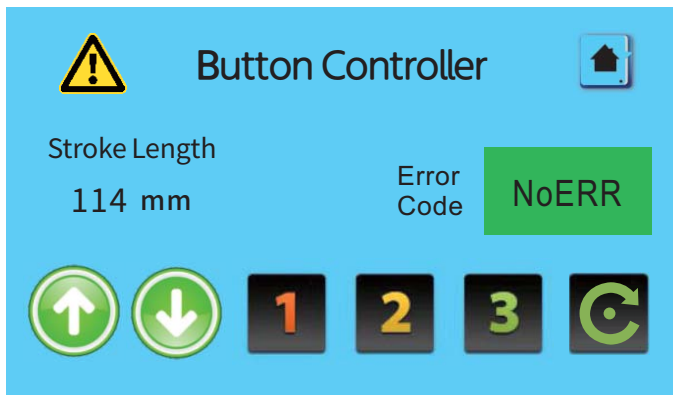 Button Controller
Stroke Length
114 mm
Error
Code
NoERR
1
2
3